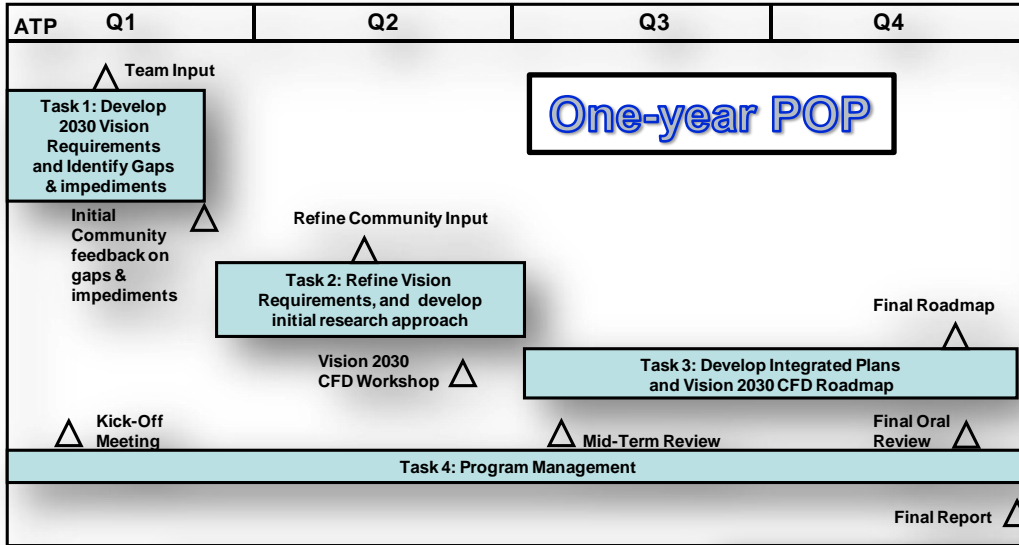 ATP Q1 Q2 Q3 Q4
Team Input
One-year POP
Task 1: Develop
2030 Vision
Requirements
and Identify Gaps
& impediments
Initial
Community
feedback on
gaps &
impediments
Refine Community Input
Task 2: Refine Vision
Requirements, and develop
initial research approach
Vision 2030
CFD Workshop
Final Roadmap
Task 3: Develop Integrated Plans
and Vision 2030 CFD Roadmap
Kick-Off
Meeting
Mid-Term Review
Final Oral
Review
Task 4: Program Management
Final Report